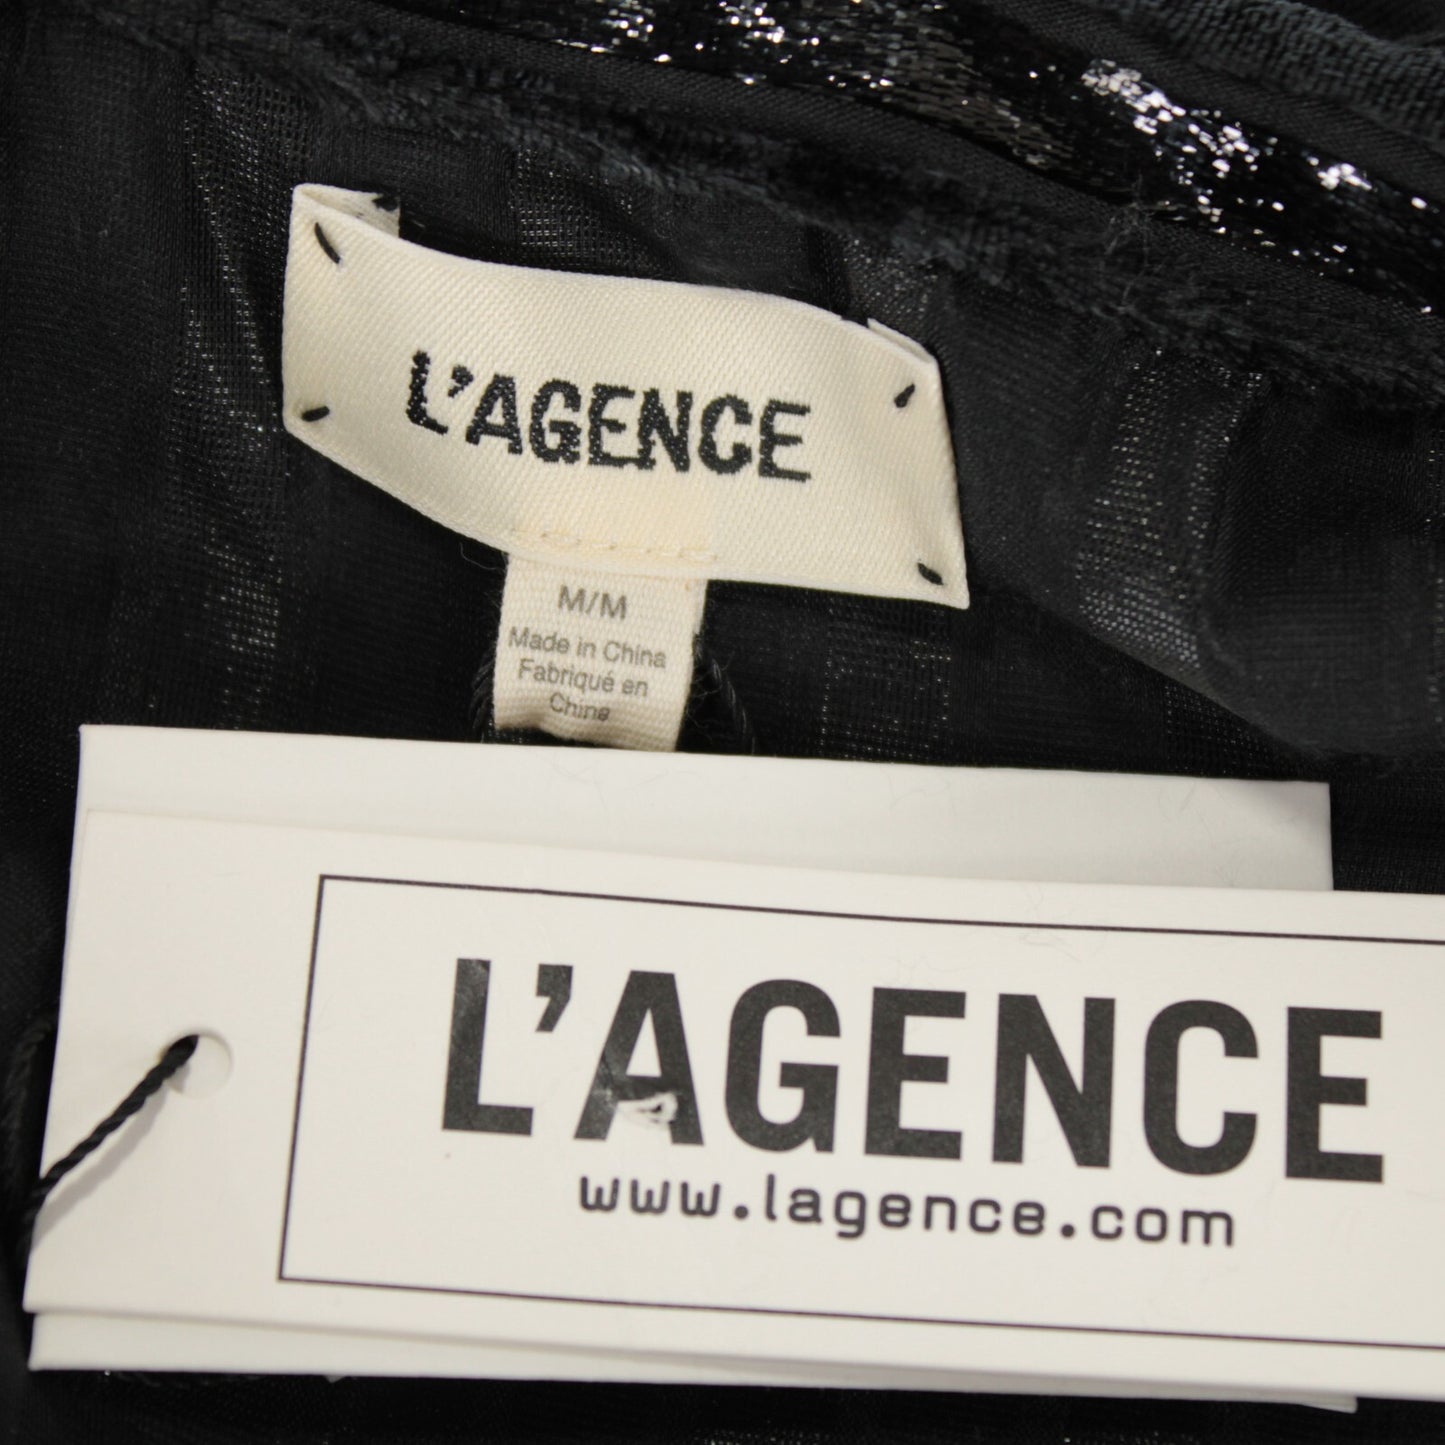 L'AGENCE
M/M
Made in China
Fabriqué en
Chine
L'AGENCE
www.lagence.com